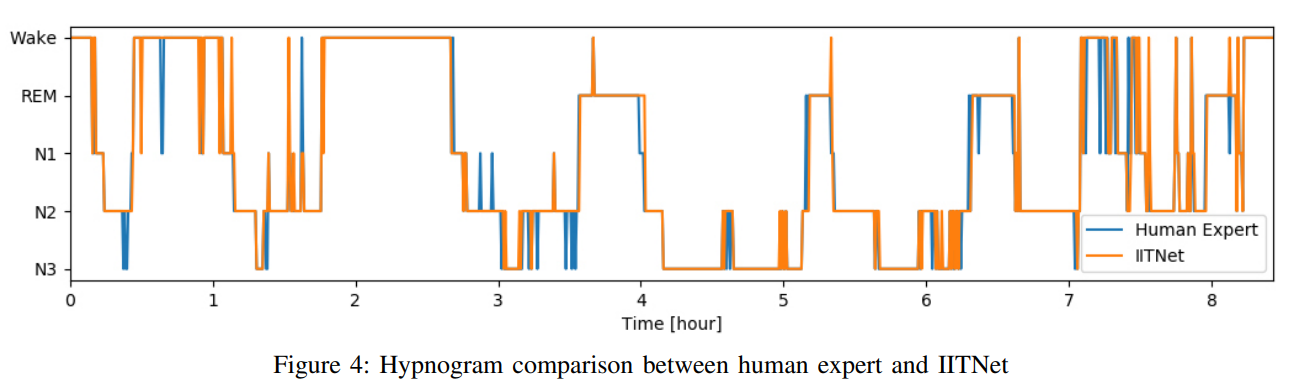 Wake
REM
N1
N2
N3
Human Expert
IITNet
0 1 2 3 4 5 6 7 8
Time [hour]
Figure 4: Hypnogram comparison between human expert and IITNet